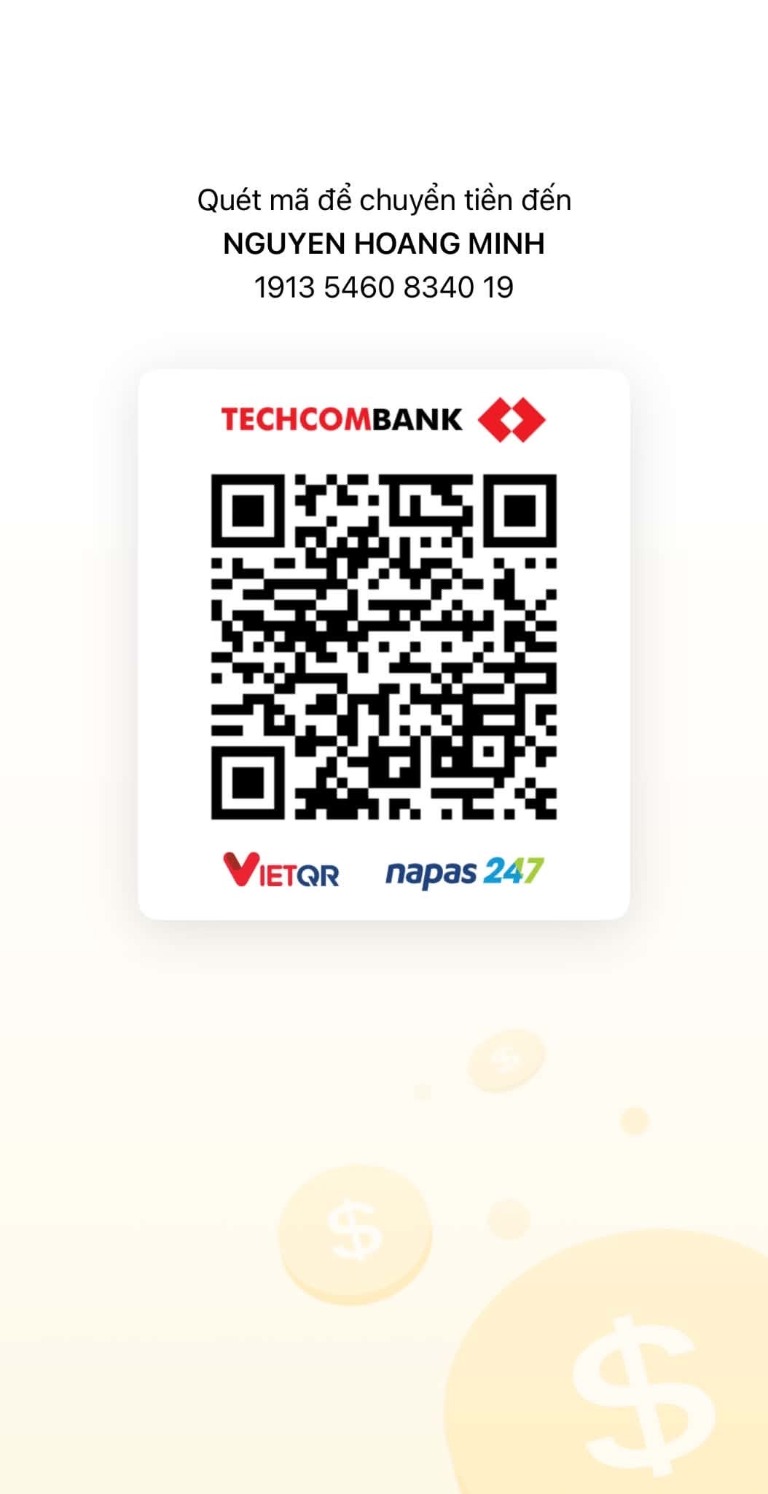 Quét mã để chuyển tiền đến
NGUYEN HOANG MINH
1913 5460 8340 19
TECHCOMBANK
VIETQR
napas 247
$
$
$